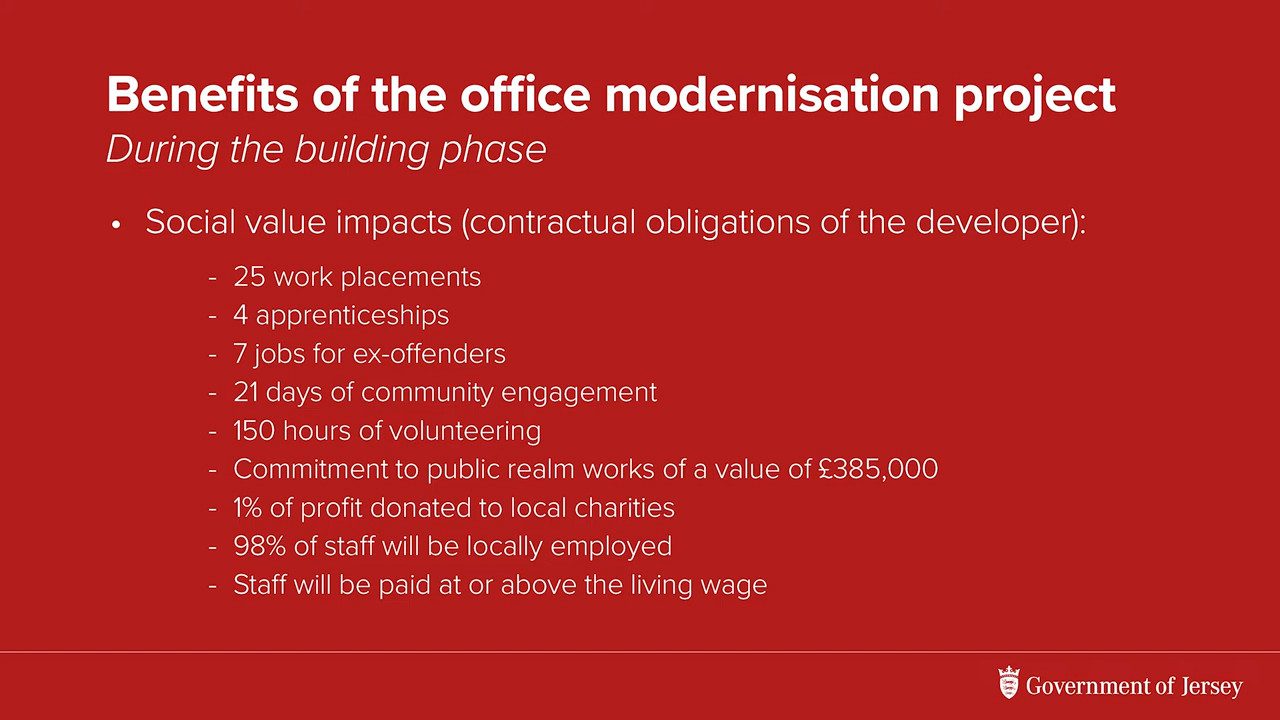 Benefits of the office modernisation project
During the building phase
• Social value impacts (contractual obligations of the developer):
- 25 work placements
- 4 apprenticeships
- 7 jobs for ex-offenders
- 21 days of community engagement
- 150 hours of volunteering
- Commitment to public realm works of a value of £385,000
- 1% of profit donated to local charities
- 98% of staff will be locally employed
- Staff will be paid at or above the living wage
Government of Jersey